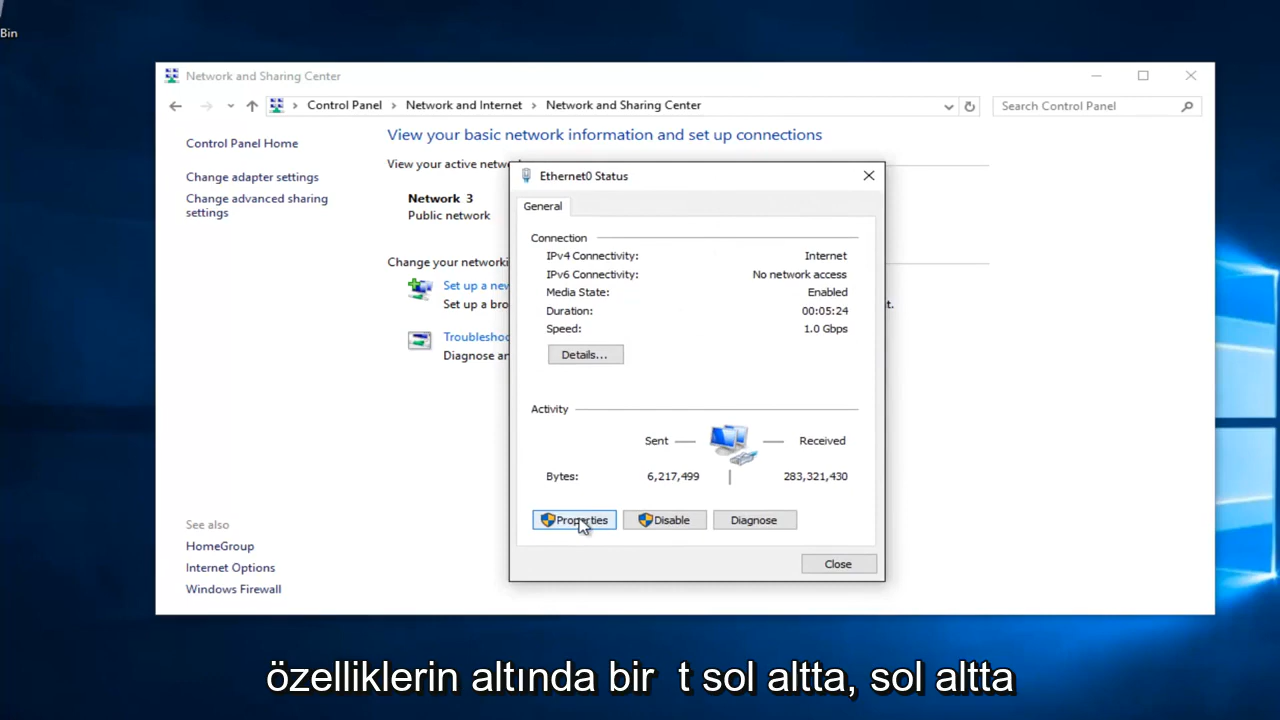 Bin
Network and Sharing Center
Control Panel > Network and Internet > Network and Sharing Center
Search Control Panel
Control Panel Home
Change adapter settings
Change advanced sharing
settings
View your basic network information and set up connections
View your active netwo
Network 3
Public network
Change your networki
Set up a new
Set up a bro
t.
Troubleshoo
Diagnose an
See also
HomeGroup
Internet Options
Windows Firewall
Ethernet0 Status
General
Connection
IPv4 Connectivity: Internet
IPv6 Connectivity: No network access
Media State: Enabled
Duration: 00:05:24
Speed: 1.0 Gbps
Details...
Activity
Sent Received
Bytes: 6,217,499 283,321,430
Properties Disable Diagnose
Close
özelliklerin altında bir t sol altta, sol altta